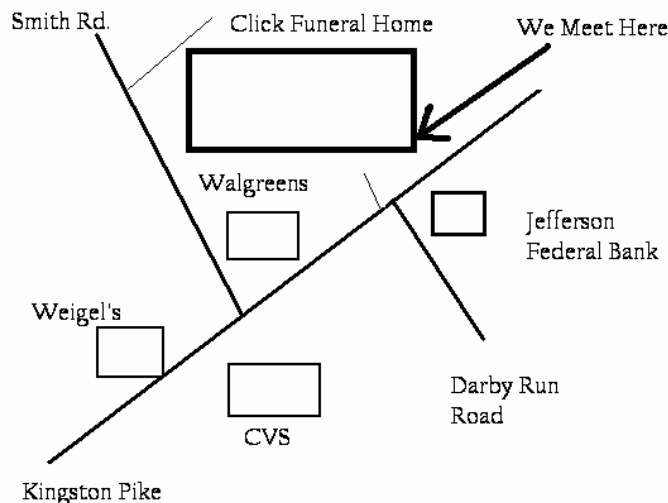 Smith Rd.
Click Funeral Home
We Meet Here
Walgreens
Jefferson
Federal Bank
Weigel's
Darby Run
Road
CVS
Kingston Pike